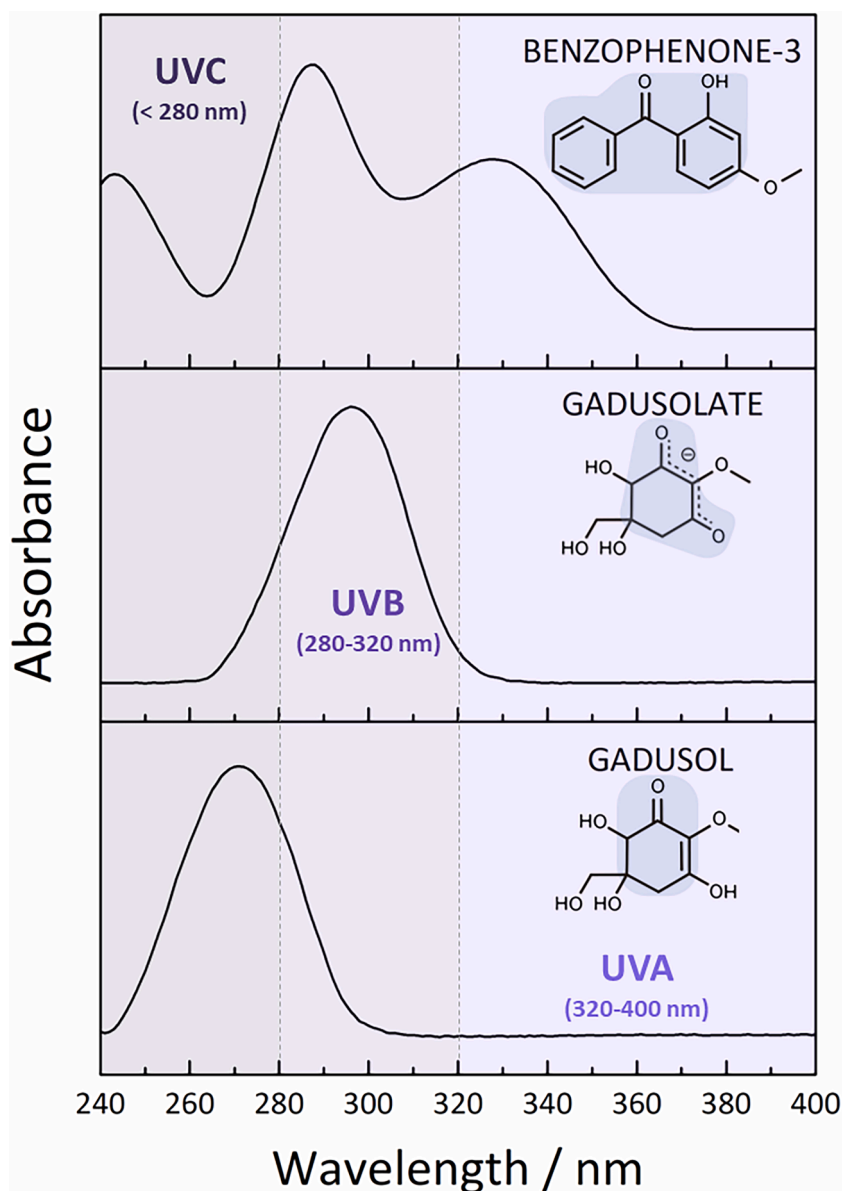 UVC
(< 280 nm)
BENZOPHENONE-3
O
OH
O
GADUSOLATE
O
⊖
HO
O
O
HO HO
UVB
(280-320 nm)
GADUSOL
O
HO
O
HO HO
OH
UVA
(320-400 nm)
Absorbance
240 260 280 300 320 340 360 380 400
Wavelength / nm